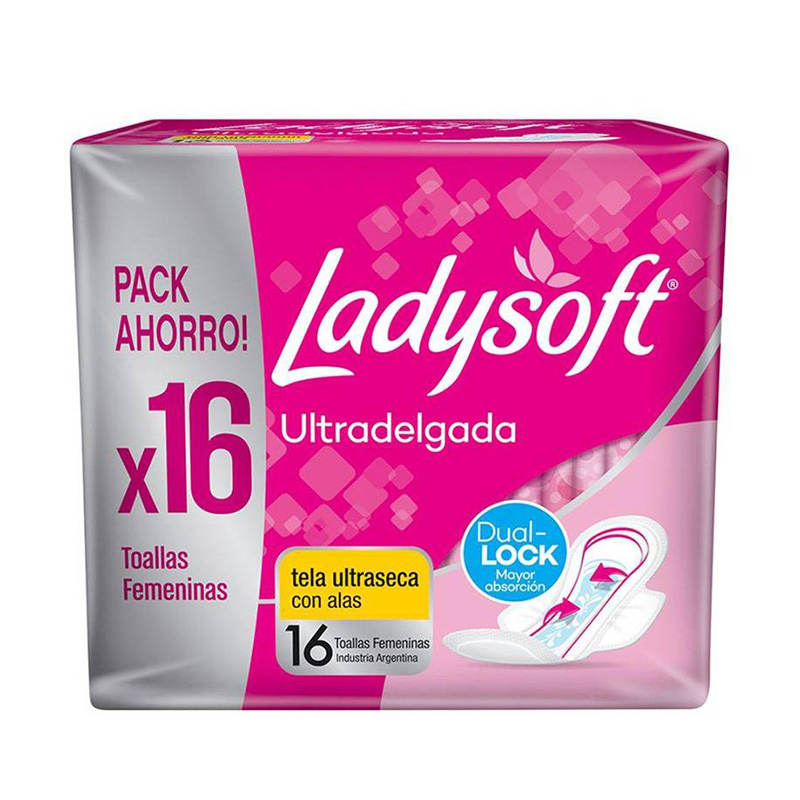 PACK
AHORRO!
x16
Toallas
Femeninas
Ladysoft®
Ultradelgada
tela ultraseca
con alas
16 Toallas Femeninas
Industria Argentina
Dual-
LOCK
Mayor
absorción